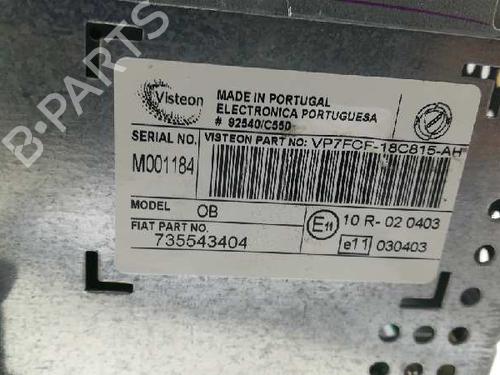 Visteon
MADE IN PORTUGAL
ELECTRONICA PORTUGUESA
# 92540/C550
SERIAL NO.
VISTEON PART NO: VP7FCF-18C815-AH
M001184
MODEL OB
E11 10 R- 02 0403
FIAT PART NO.
735543404
e11 030403
B-PARTS